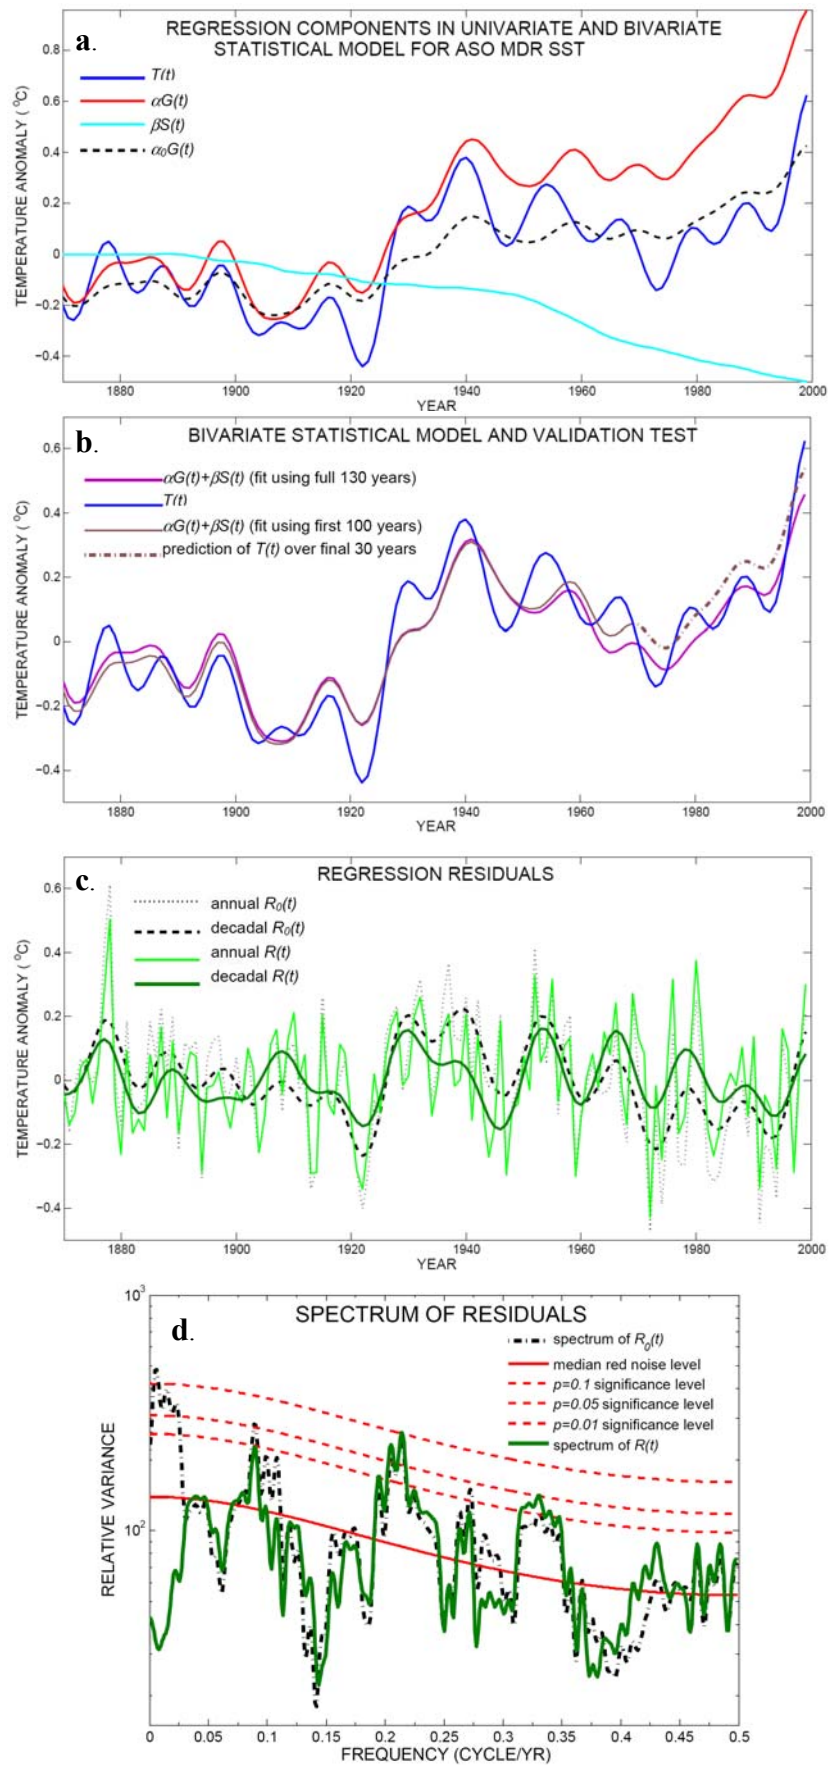 a.
REGRESSION COMPONENTS IN UNIVARIATE AND BIVARIATE
STATISTICAL MODEL FOR ASO MDR SST
T(t)
αG(t)
βS(t)
α₀G(t)
TEMPERATURE ANOMALY ( °C)
0.8
0.6
0.4
0.2
0
−0.2
−0.4
1880 1900 1920 1940 1960 1980 2000
YEAR
b.
BIVARIATE STATISTICAL MODEL AND VALIDATION TEST
αG(t)+βS(t) (fit using full 130 years)
T(t)
αG(t)+βS(t) (fit using first 100 years)
prediction of T(t) over final 30 years
TEMPERATURE ANOMALY ( °C)
0.6
0.4
0.2
0
−0.2
−0.4
1880 1900 1920 1940 1960 1980 2000
YEAR
c.
REGRESSION RESIDUALS
annual R₀(t)
decadal R₀(t)
annual R(t)
decadal R(t)
TEMPERATURE ANOMALY ( °C)
0.6
0.4
0.2
0
−0.2
−0.4
1880 1900 1920 1940 1960 1980 2000
YEAR
d.
SPECTRUM OF RESIDUALS
spectrum of R₀(t)
median red noise level
p=0.1 significance level
p=0.05 significance level
p=0.01 significance level
spectrum of R(t)
RELATIVE VARIANCE
10³
10²
0 0.05 0.1 0.15 0.2 0.25 0.3 0.35 0.4 0.45 0.5
FREQUENCY (CYCLE/YR)